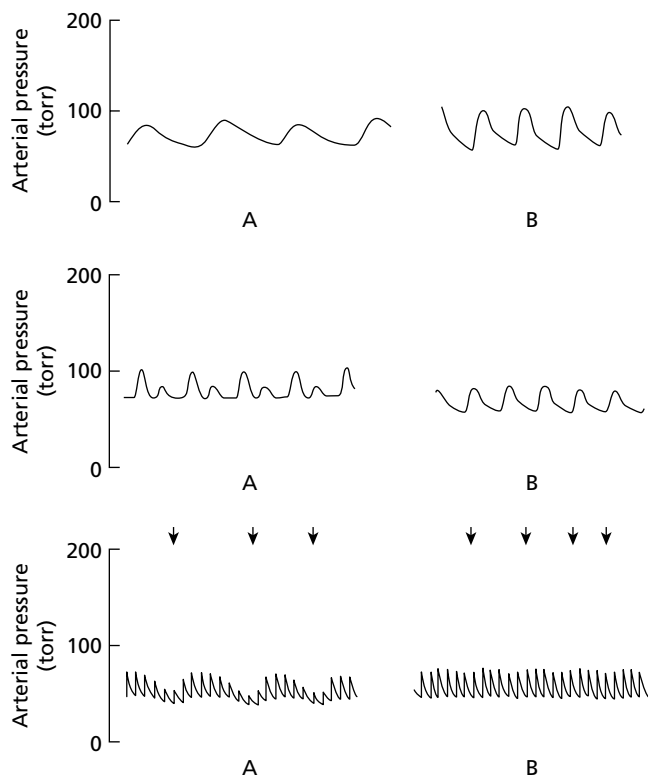 200
Arterial pressure
(torr)
100
0
A
B
200
Arterial pressure
(torr)
100
0
A
B
200
Arterial pressure
(torr)
100
0
A
B